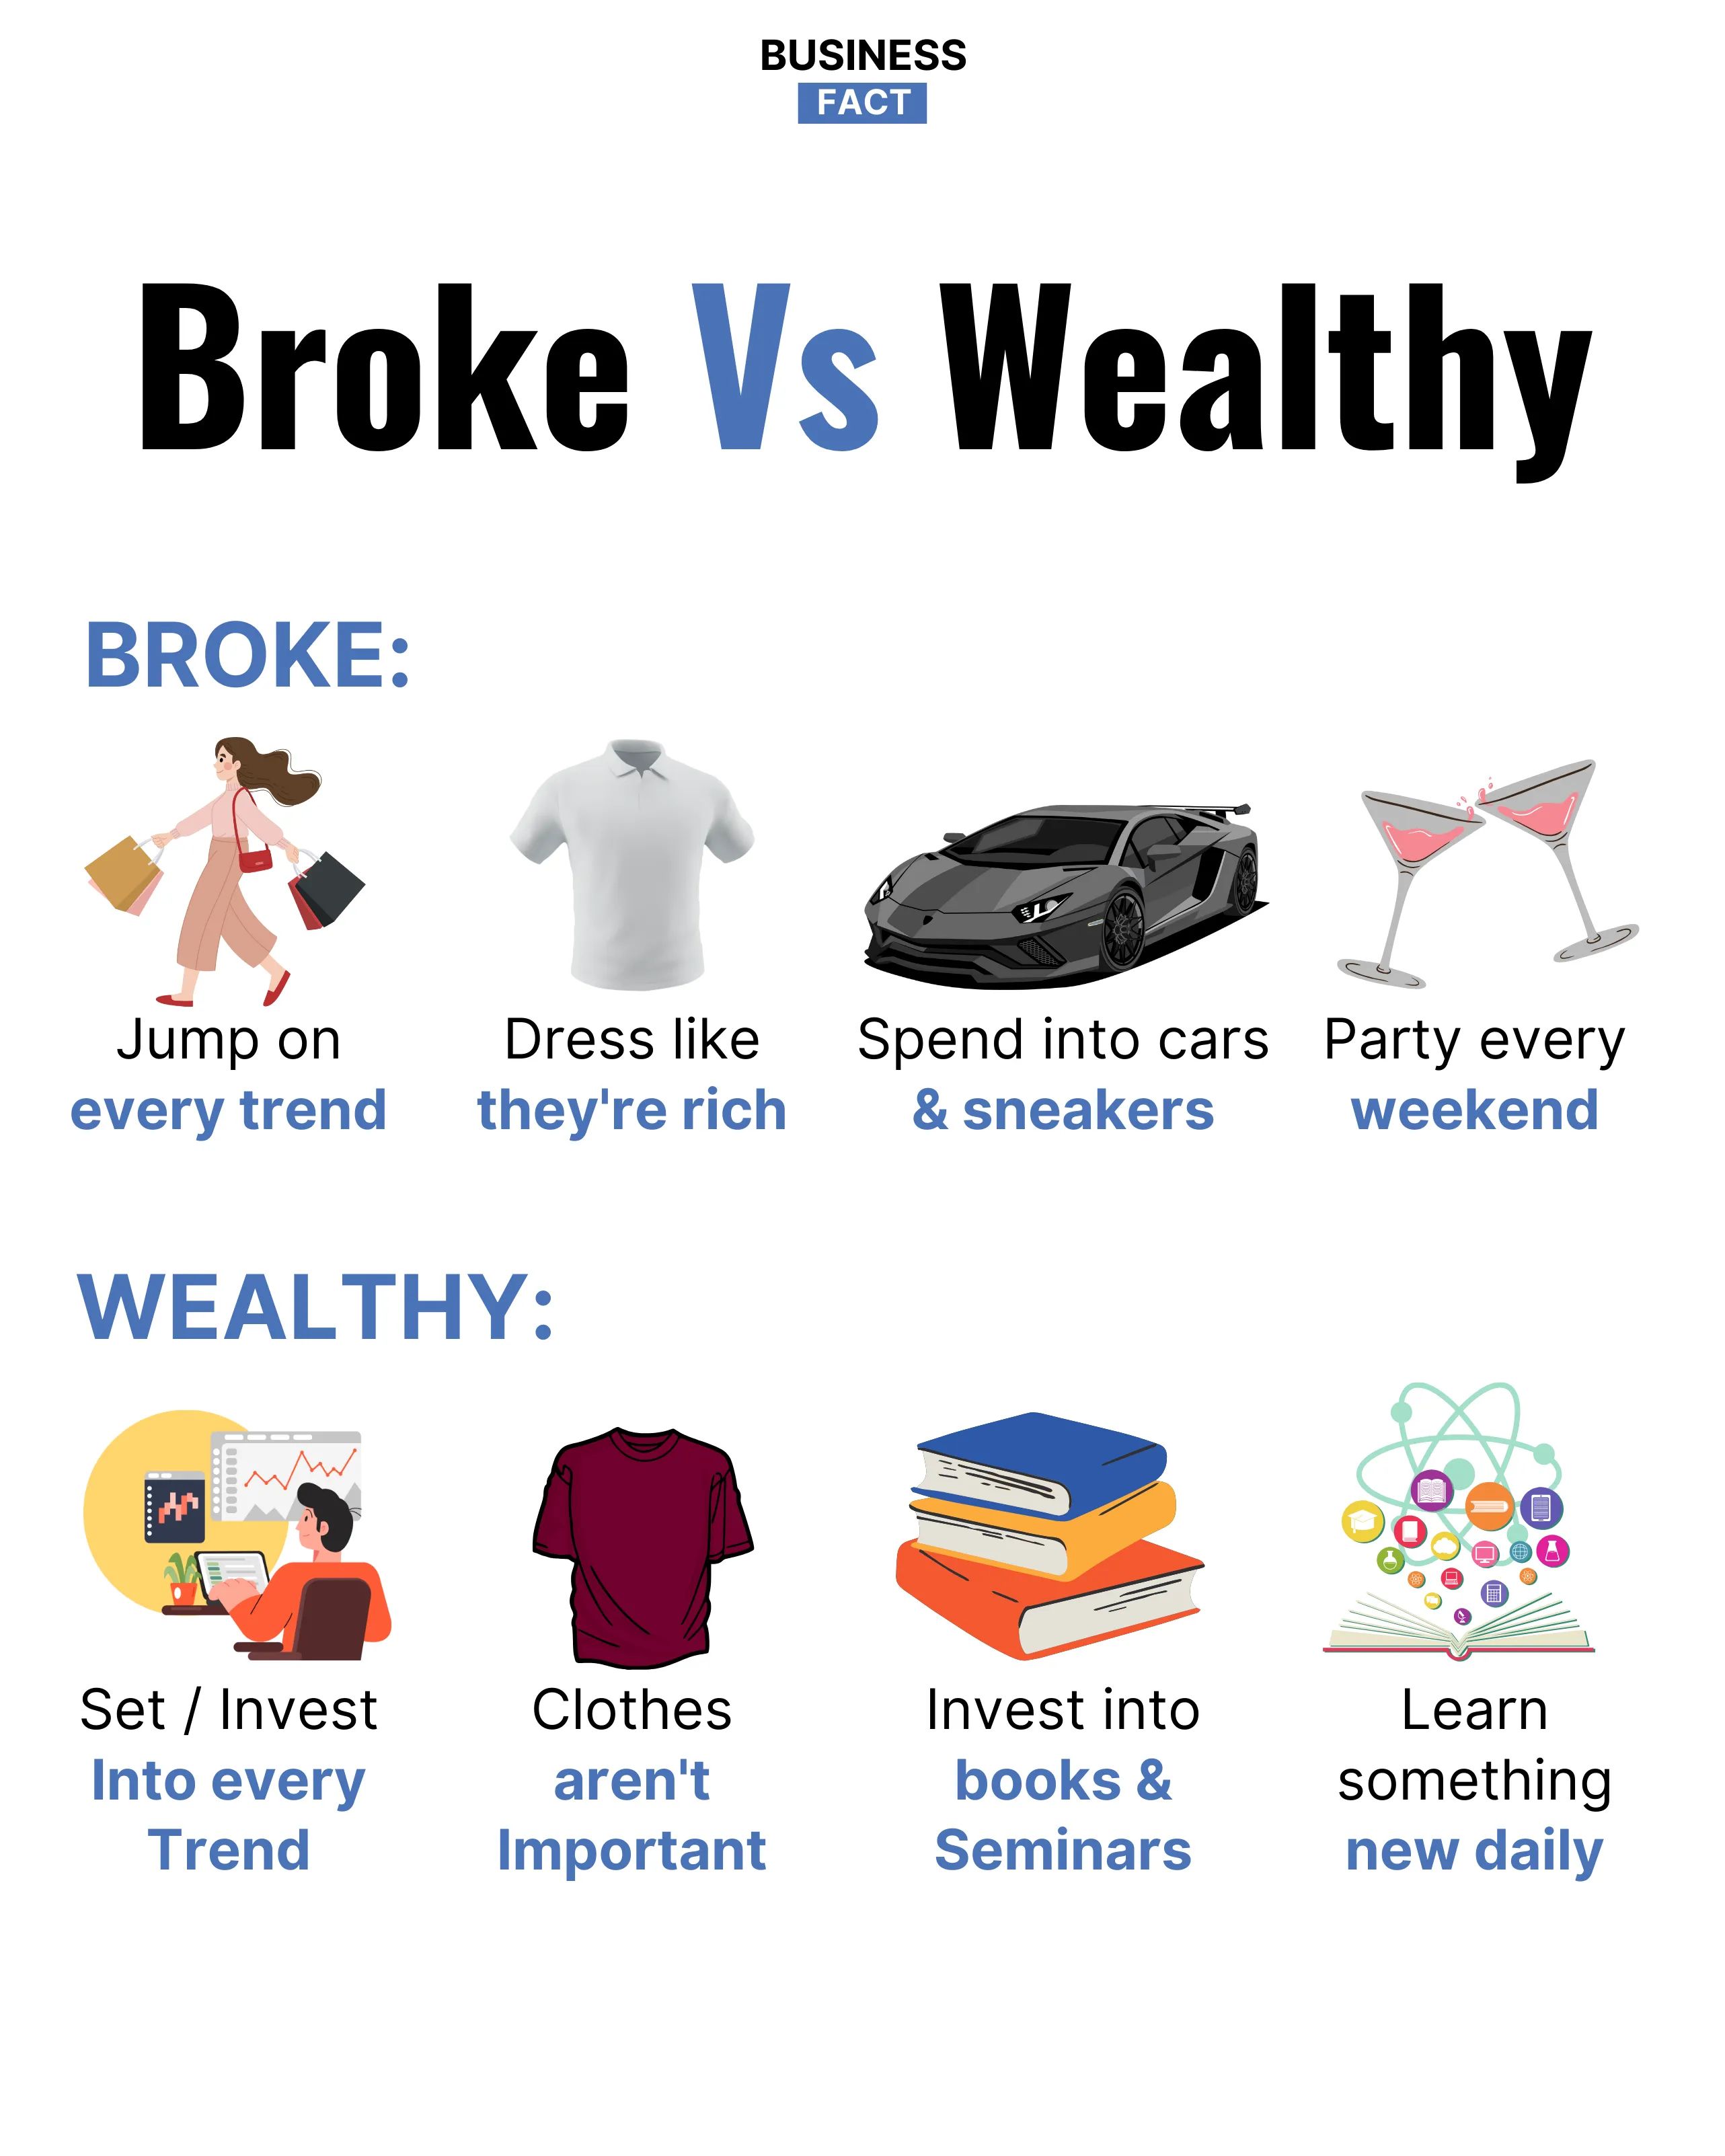 BUSINESS
FACT
Broke Vs Wealthy
BROKE:
Jump on
every trend
Dress like
they're rich
Spend into cars
& sneakers
Party every
weekend
WEALTHY:
Set / Invest
Into every
Trend
Clothes
aren't
Important
Invest into
books &
Seminars
Learn
something
new daily